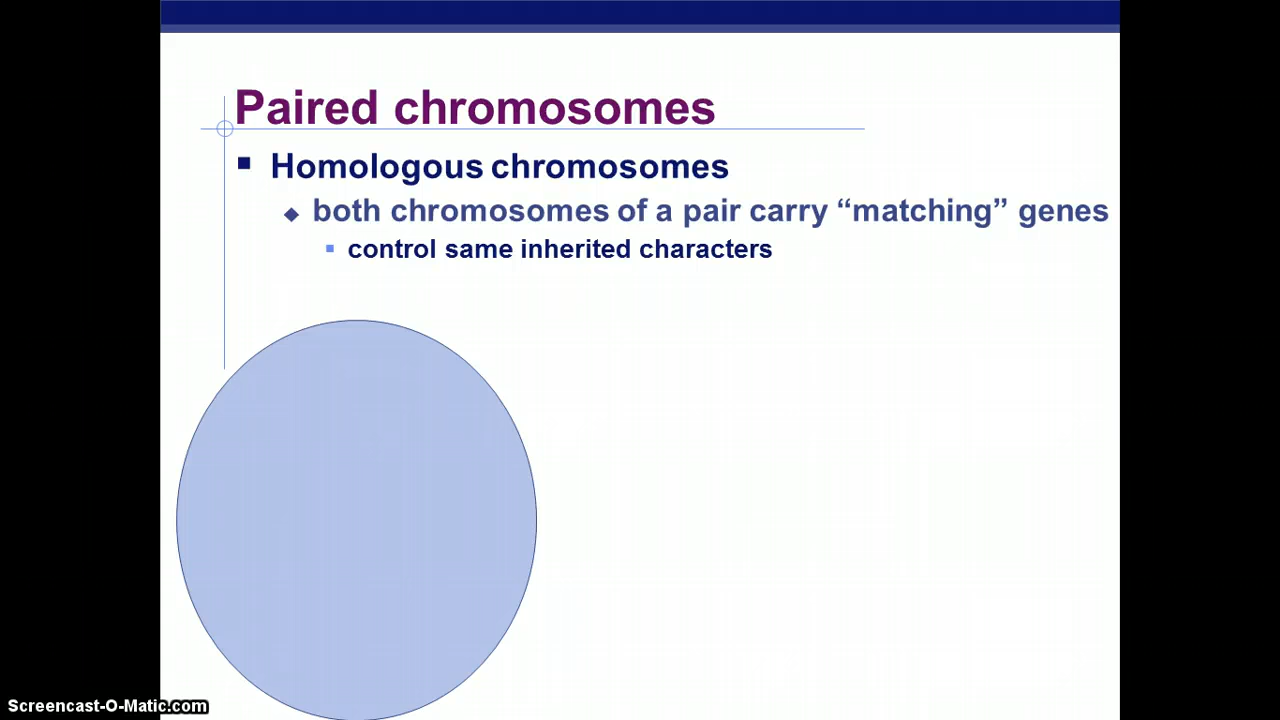 Paired chromosomes
Homologous chromosomes
both chromosomes of a pair carry “matching” genes
control same inherited characters
Screencast-O-Matic.com